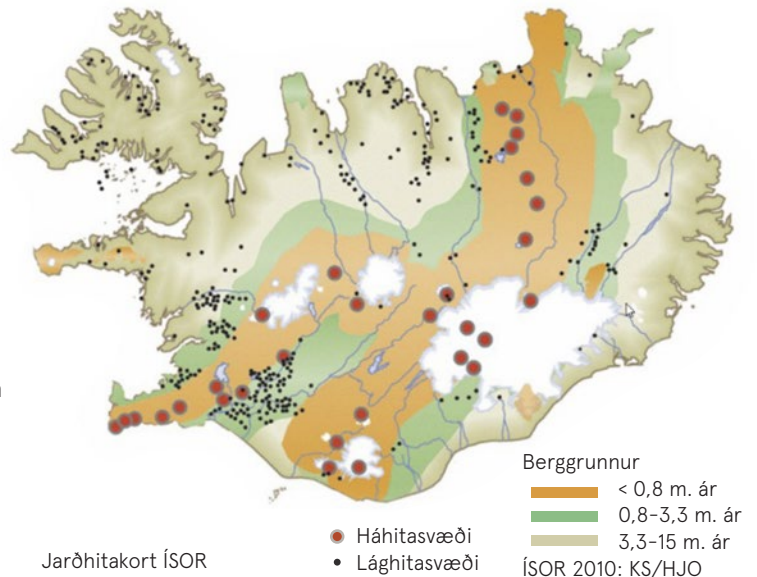 Berggrunnur
< 0,8 m. ár
0,8-3,3 m. ár
3,3-15 m. ár
ÍSOR 2010: KS/HJO
Háhitasvæði
Lághitasvæði
Jarðhitakort ÍSOR